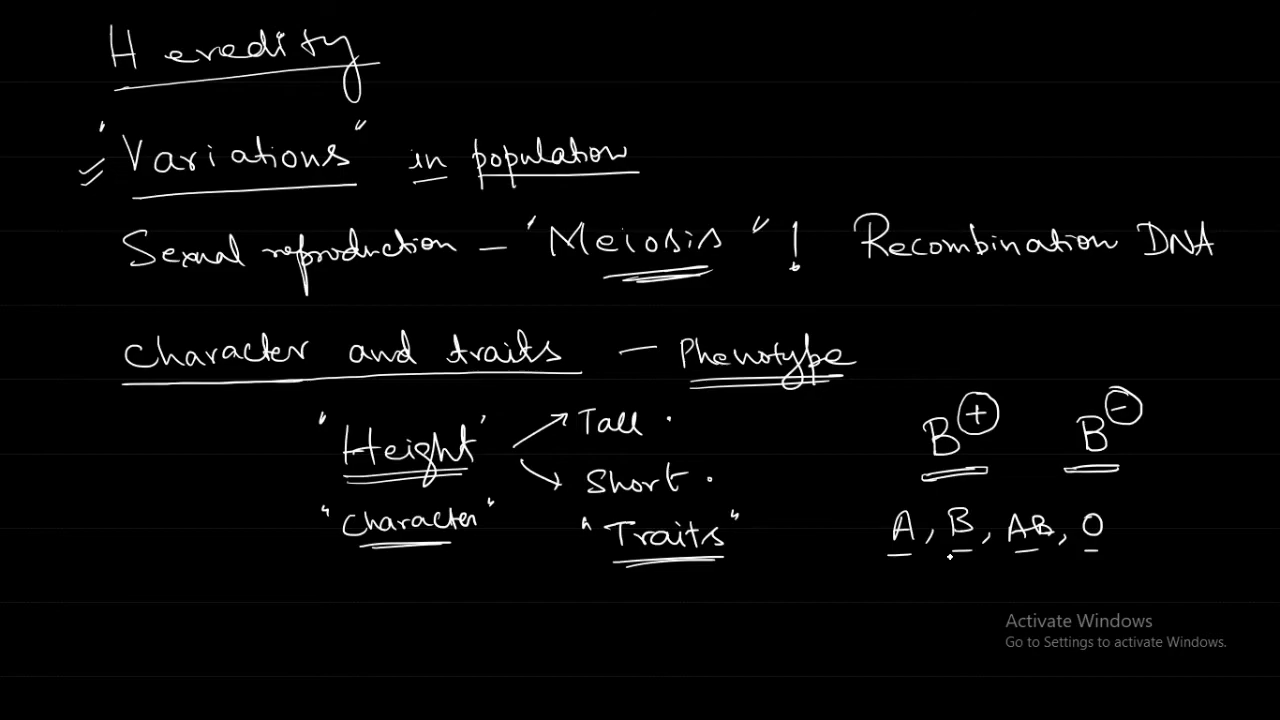 Heredity
"Variations" in population
Sexual reproduction - "Meiosis"! Recombination DNA
Character and traits - Phenotype
"Height" Tall. B+ B-
Short.
"Character" "Traits" A, B, AB, O
Activate Windows
Go to Settings to activate Windows.